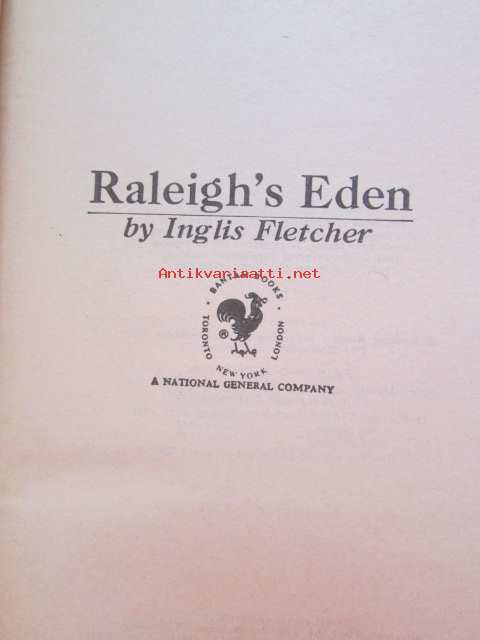 Raleigh's Eden
by Inglis Fletcher
Antikvariaatti.net
· BANTAM BOOKS ·
TORONTO
®
LONDON
NEW YORK
A NATIONAL GENERAL COMPANY